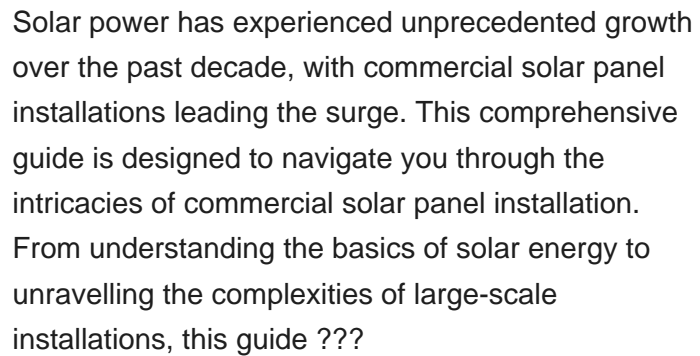 Solar power has experienced unprecedented growth
over the past decade, with commercial solar panel
installations leading the surge. This comprehensive
guide is designed to navigate you through the
intricacies of commercial solar panel installation.
From understanding the basics of solar energy to
unravelling the complexities of large-scale
installations, this guide ???